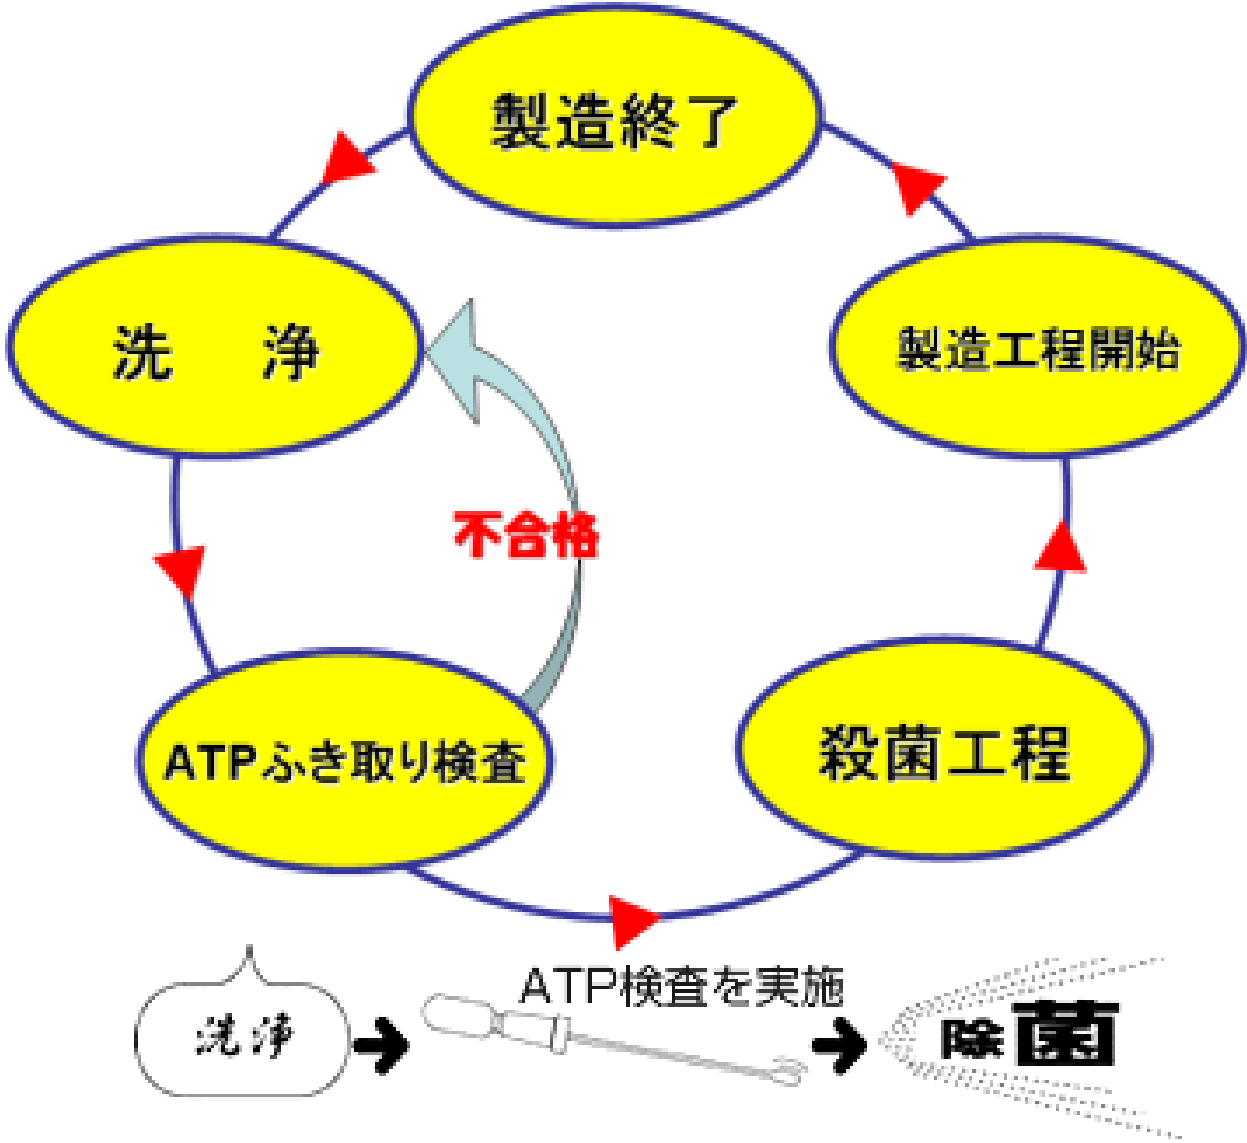 製造終了
洗　浄
製造工程開始
不合格
ATPふき取り検査
殺菌工程
ATP検査を実施
洗浄
除菌